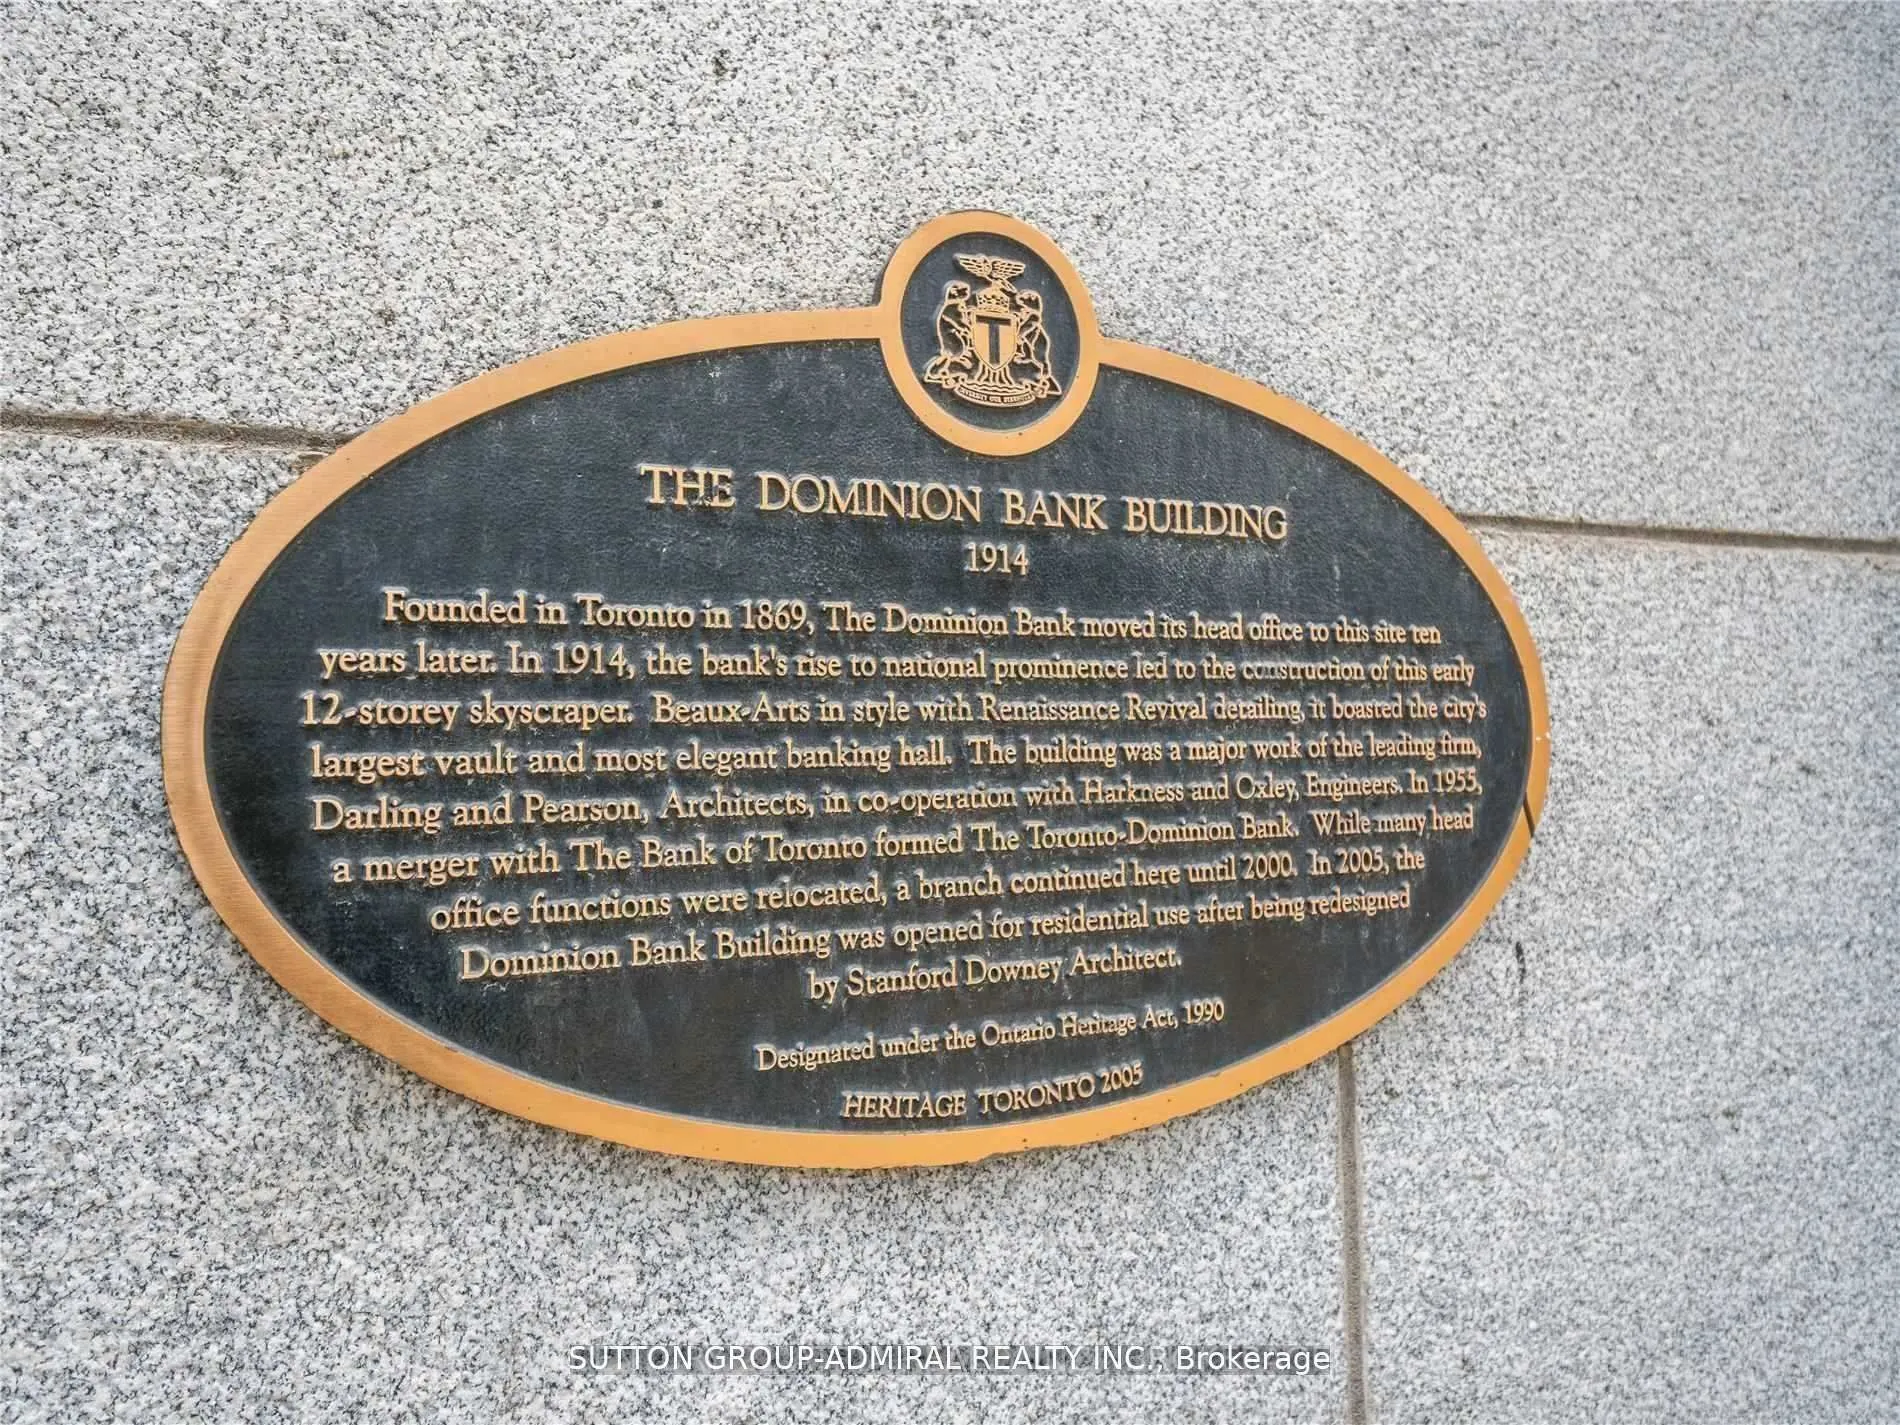 T
DIVERSITY OUR STRENGTH
THE DOMINION BANK BUILDING
1914
Founded in Toronto in 1869, The Dominion Bank moved its head office to this site ten
years later. In 1914, the bank's rise to national prominence led to the construction of this early
12-storey skyscraper. Beaux-Arts in style with Renaissance Revival detailing, it boasted the city's
largest vault and most elegant banking hall. The building was a major work of the leading firm,
Darling and Pearson, Architects, in co-operation with Harkness and Oxley, Engineers. In 1955,
a merger with The Bank of Toronto formed The Toronto-Dominion Bank. While many head
office functions were relocated, a branch continued here until 2000. In 2005, the
Dominion Bank Building was opened for residential use after being redesigned
by Stanford Downey Architect.
Designated under the Ontario Heritage Act, 1990
HERITAGE TORONTO 2005
SUTTON GROUP-ADMIRAL REALTY INC., Brokerage